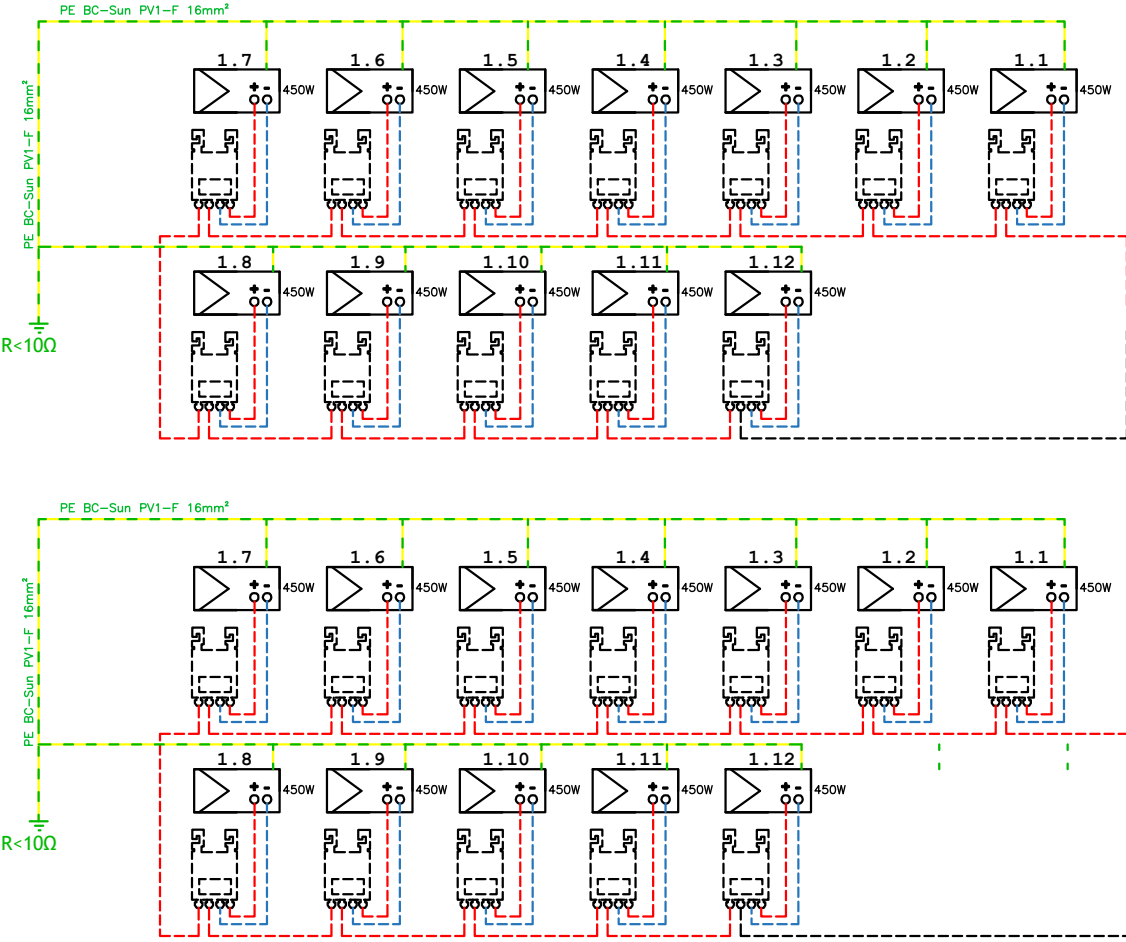 PE BC-Sun PV1-F 16mm²
PE BC-Sun PV1-F 16mm²
1.7 1.6 1.5 1.4 1.3 1.2 1.1
+ - 450W + - 450W + - 450W + - 450W + - 450W + - 450W + - 450W
1.8 1.9 1.10 1.11 1.12
+ - 450W + - 450W + - 450W + - 450W + - 450W
R<10Ω
PE BC-Sun PV1-F 16mm²
PE BC-Sun PV1-F 16mm²
1.7 1.6 1.5 1.4 1.3 1.2 1.1
+ - 450W + - 450W + - 450W + - 450W + - 450W + - 450W + - 450W
1.8 1.9 1.10 1.11 1.12
+ - 450W + - 450W + - 450W + - 450W + - 450W
R<10Ω